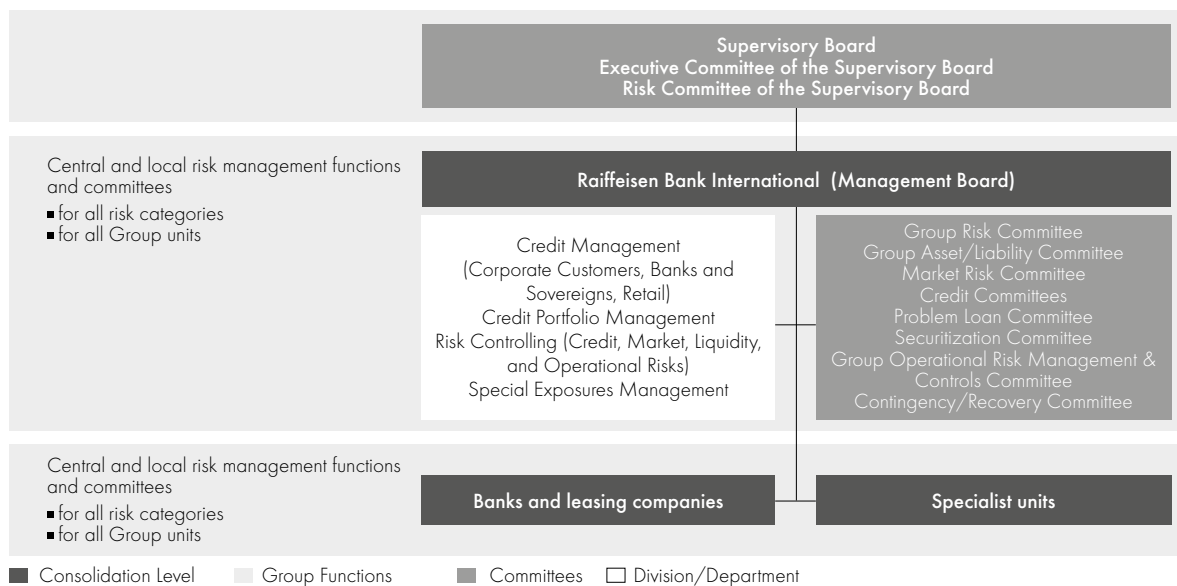 Supervisory Board
Executive Committee of the Supervisory Board
Risk Committee of the Supervisory Board
Central and local risk management functions
and committees
■ for all risk categories
■ for all Group units
Raiffeisen Bank International (Management Board)
Credit Management
(Corporate Customers, Banks and
Sovereigns, Retail)
Credit Portfolio Management
Risk Controlling (Credit, Market, Liquidity,
and Operational Risks)
Special Exposures Management
Group Risk Committee
Group Asset/Liability Committee
Market Risk Committee
Credit Committees
Problem Loan Committee
Securitization Committee
Group Operational Risk Management &
Controls Committee
Contingency/Recovery Committee
Central and local risk management functions
and committees
■ for all risk categories
■ for all Group units
Banks and leasing companies
Specialist units
Consolidation Level
Group Functions
Committees
Division/Department